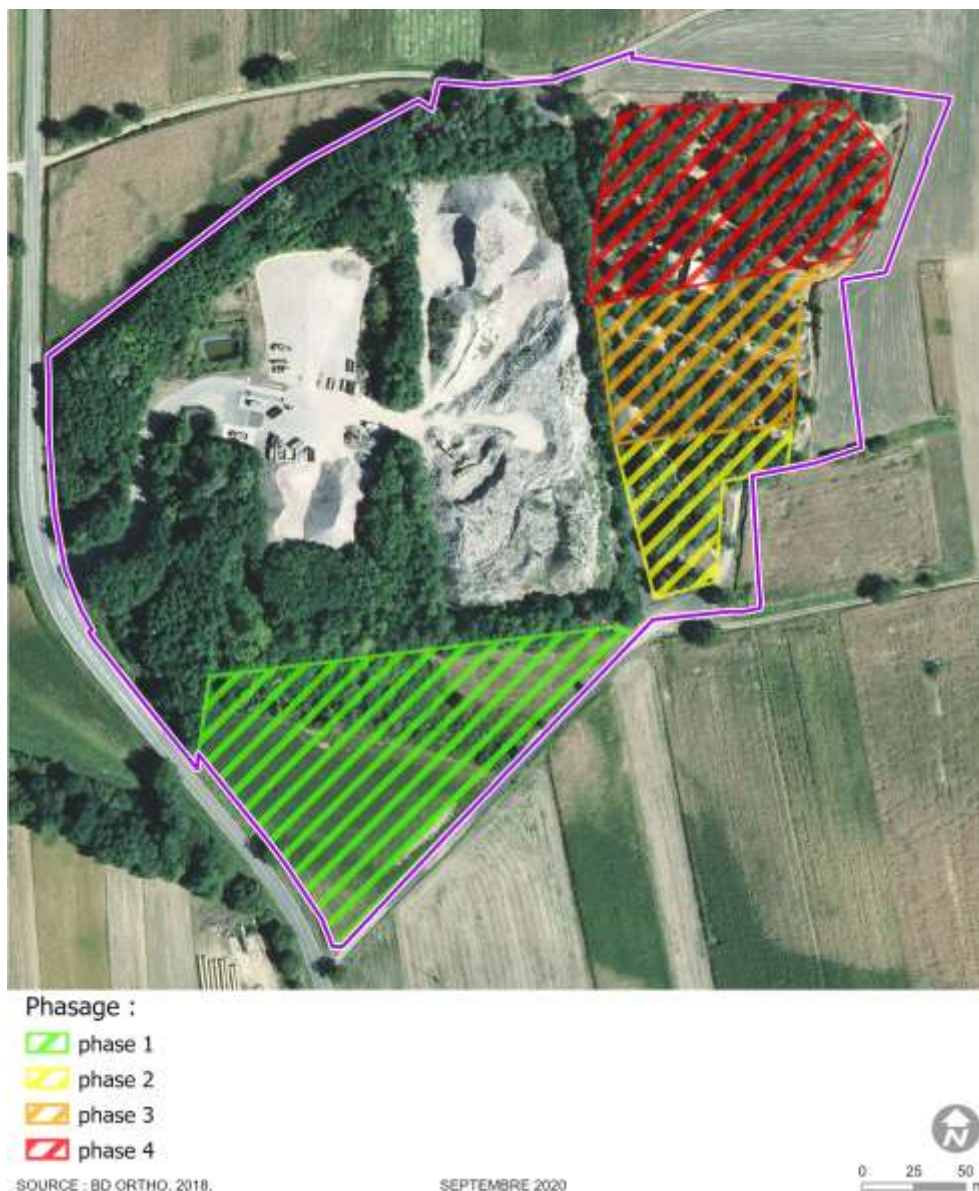 Phasage :
phase 1
phase 2
phase 3
phase 4
N
0 25 50
SOURCE : BD ORTHO, 2018.
SEPTEMBRE 2020